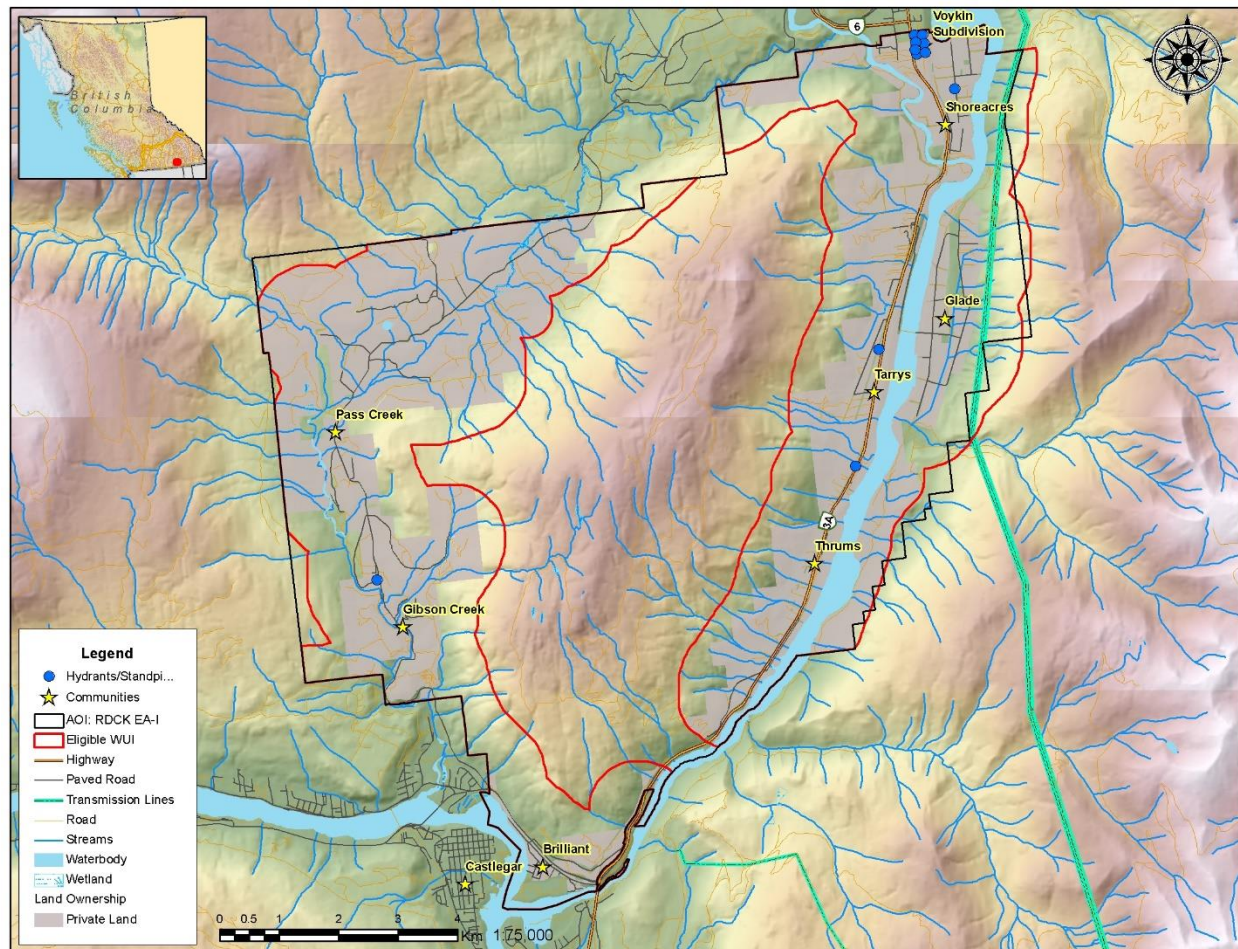 British
Columbia
6
Voykin
Subdivision
Shoreacres
Glade
Tarrys
Pass Creek
3A
Thrums
Gibson Creek
Brilliant
Castlegar
Legend
Hydrants/Standpi...
Communities
AOI: RDCK EA-I
Eligible WUI
Highway
Paved Road
Transmission Lines
Road
Streams
Waterbody
Wetland
Land Ownership
Private Land
0 0.5 1 2 3 4
Km 1:75,000